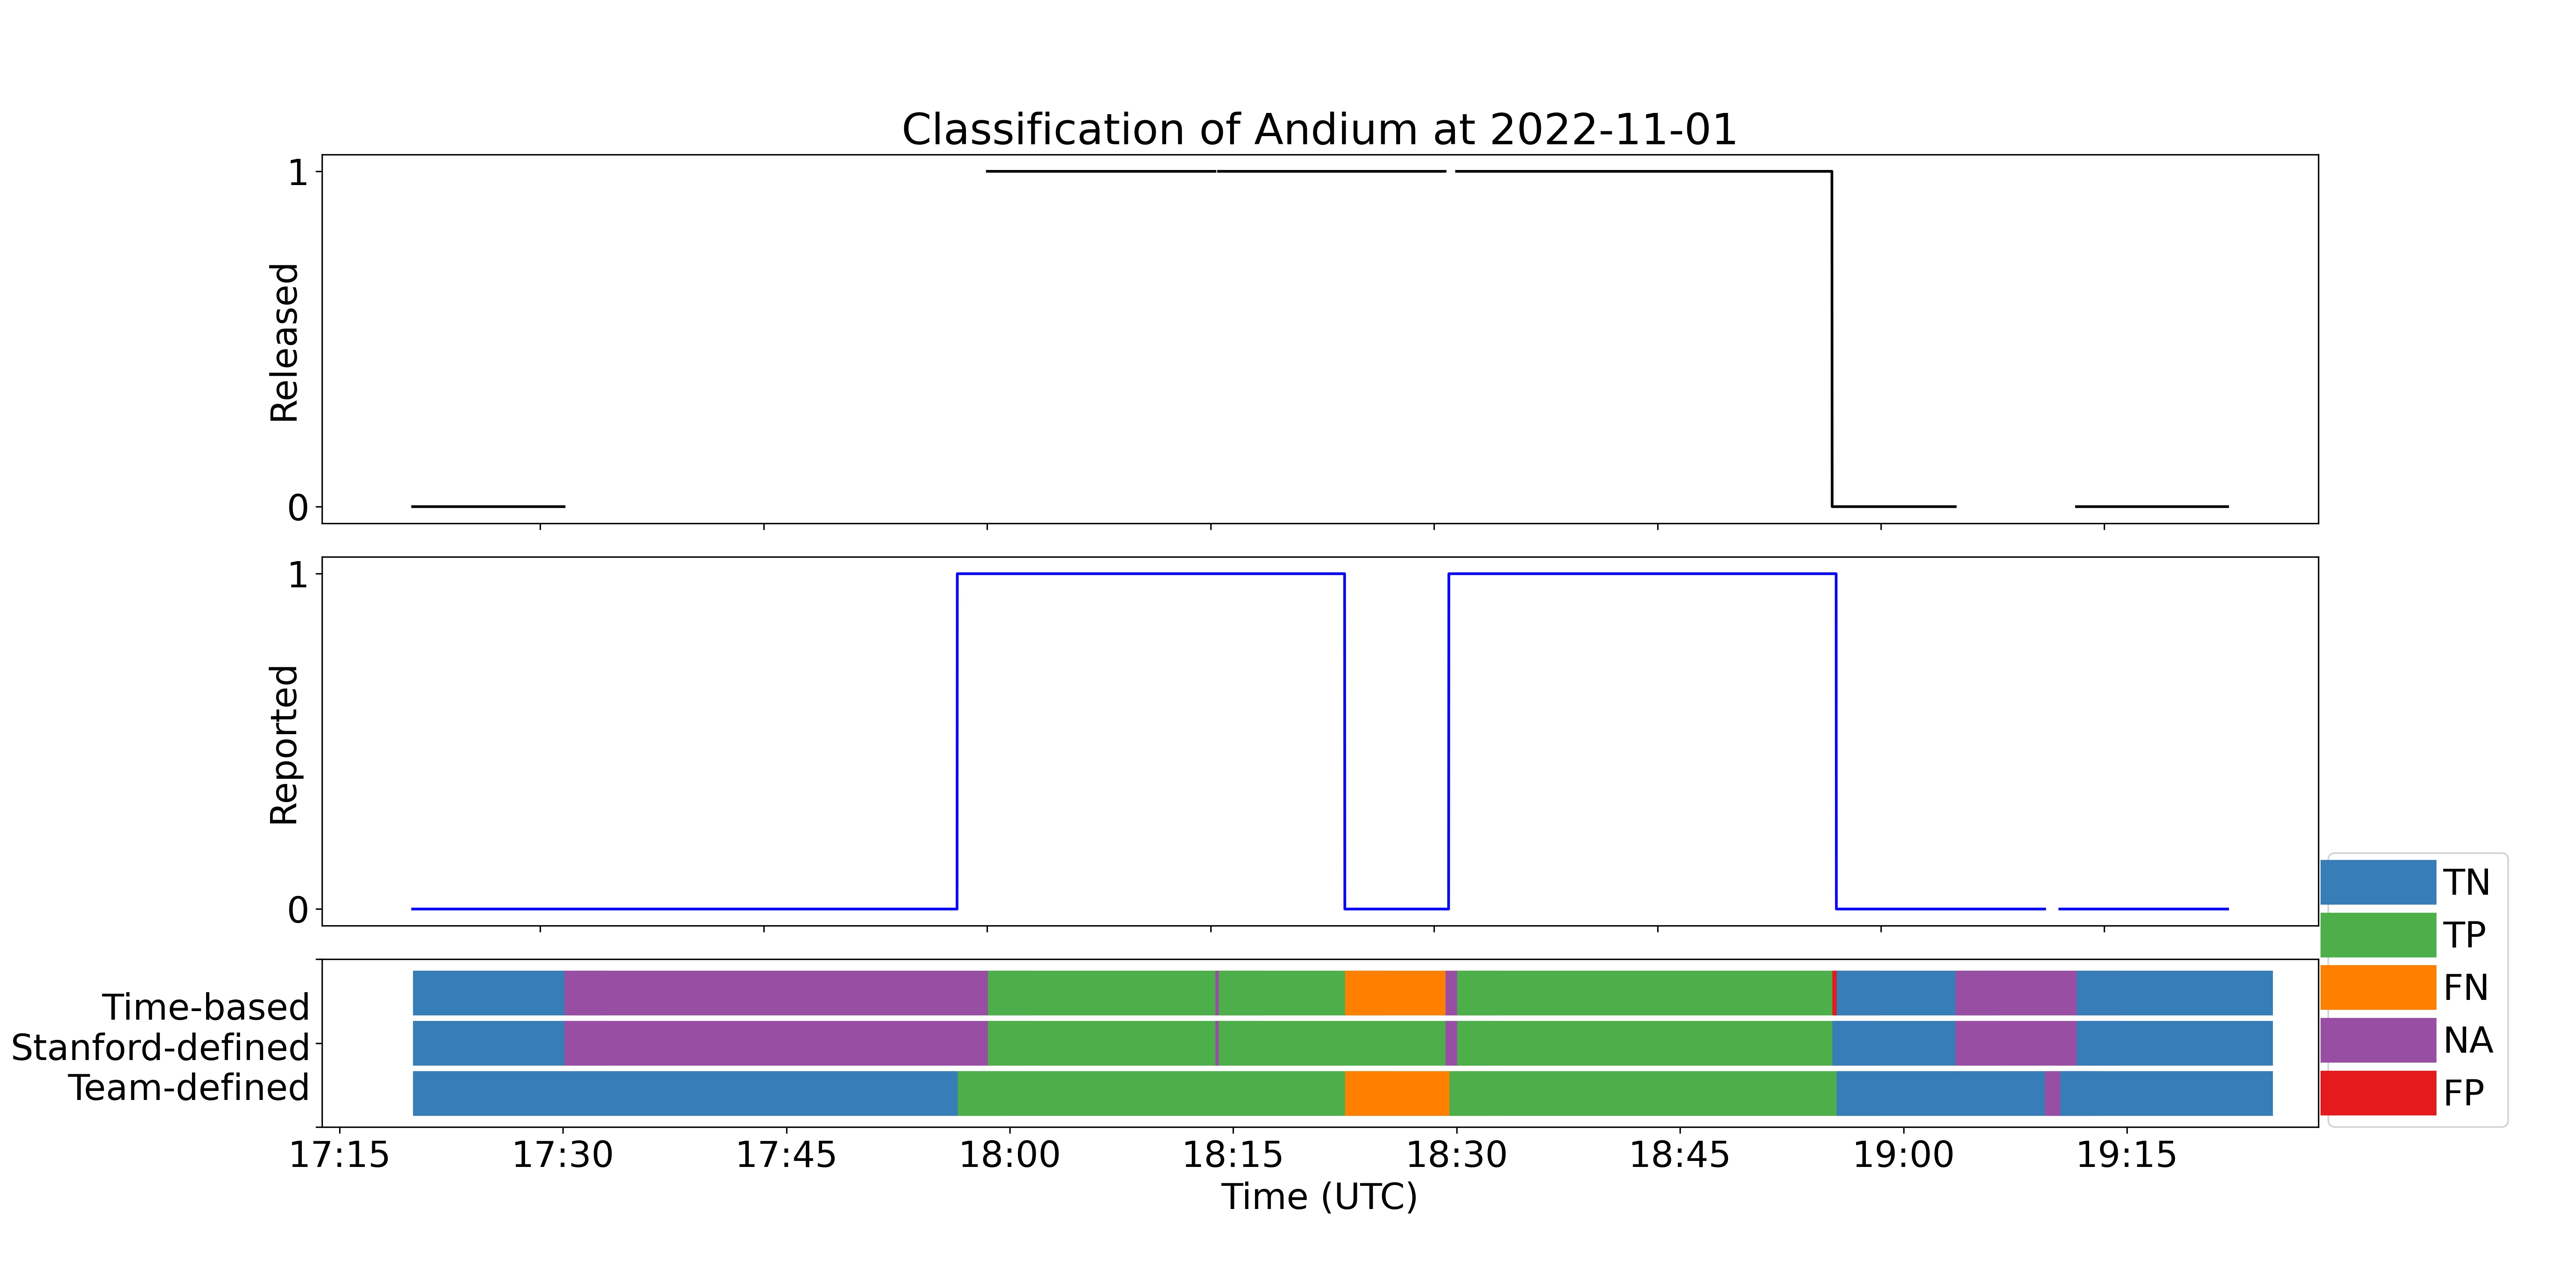 Classification of Andium at 2022-11-01
1
Released
0
1
Reported
0
TN
TP
FN
NA
FP
Time-based
Stanford-defined
Team-defined
17:15 17:30 17:45 18:00 18:15 18:30 18:45 19:00 19:15
Time (UTC)